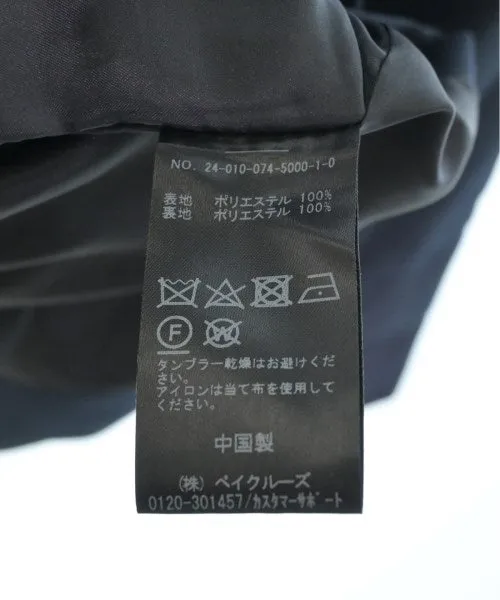 NO. 24-010-074-5000-1-0
表地 ポリエステル 100%
裏地 ポリエステル 100%
F
W
タンブラー乾燥はお避けくだ
さい。
アイロンは当て布を使用して
ください。
中国製
(株) ベイクルーズ
0120-301457/カスタマーサポート